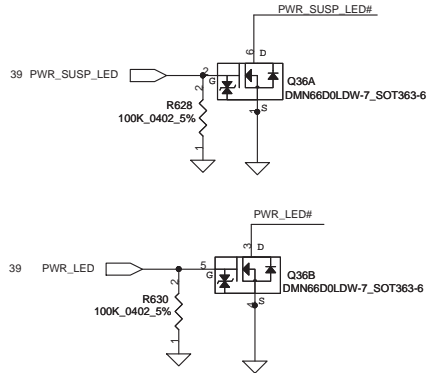 PWR_SUSP_LED#
6 D
39 PWR_SUSP_LED
2
G
Q36A
DMN66D0LDW-7_SOT363-6
2
R628
100K_0402_5%
1
1
S
PWR_LED#
3 D
39 PWR_LED
5
G
Q36B
DMN66D0LDW-7_SOT363-6
2
R630
100K_0402_5%
1
4
S